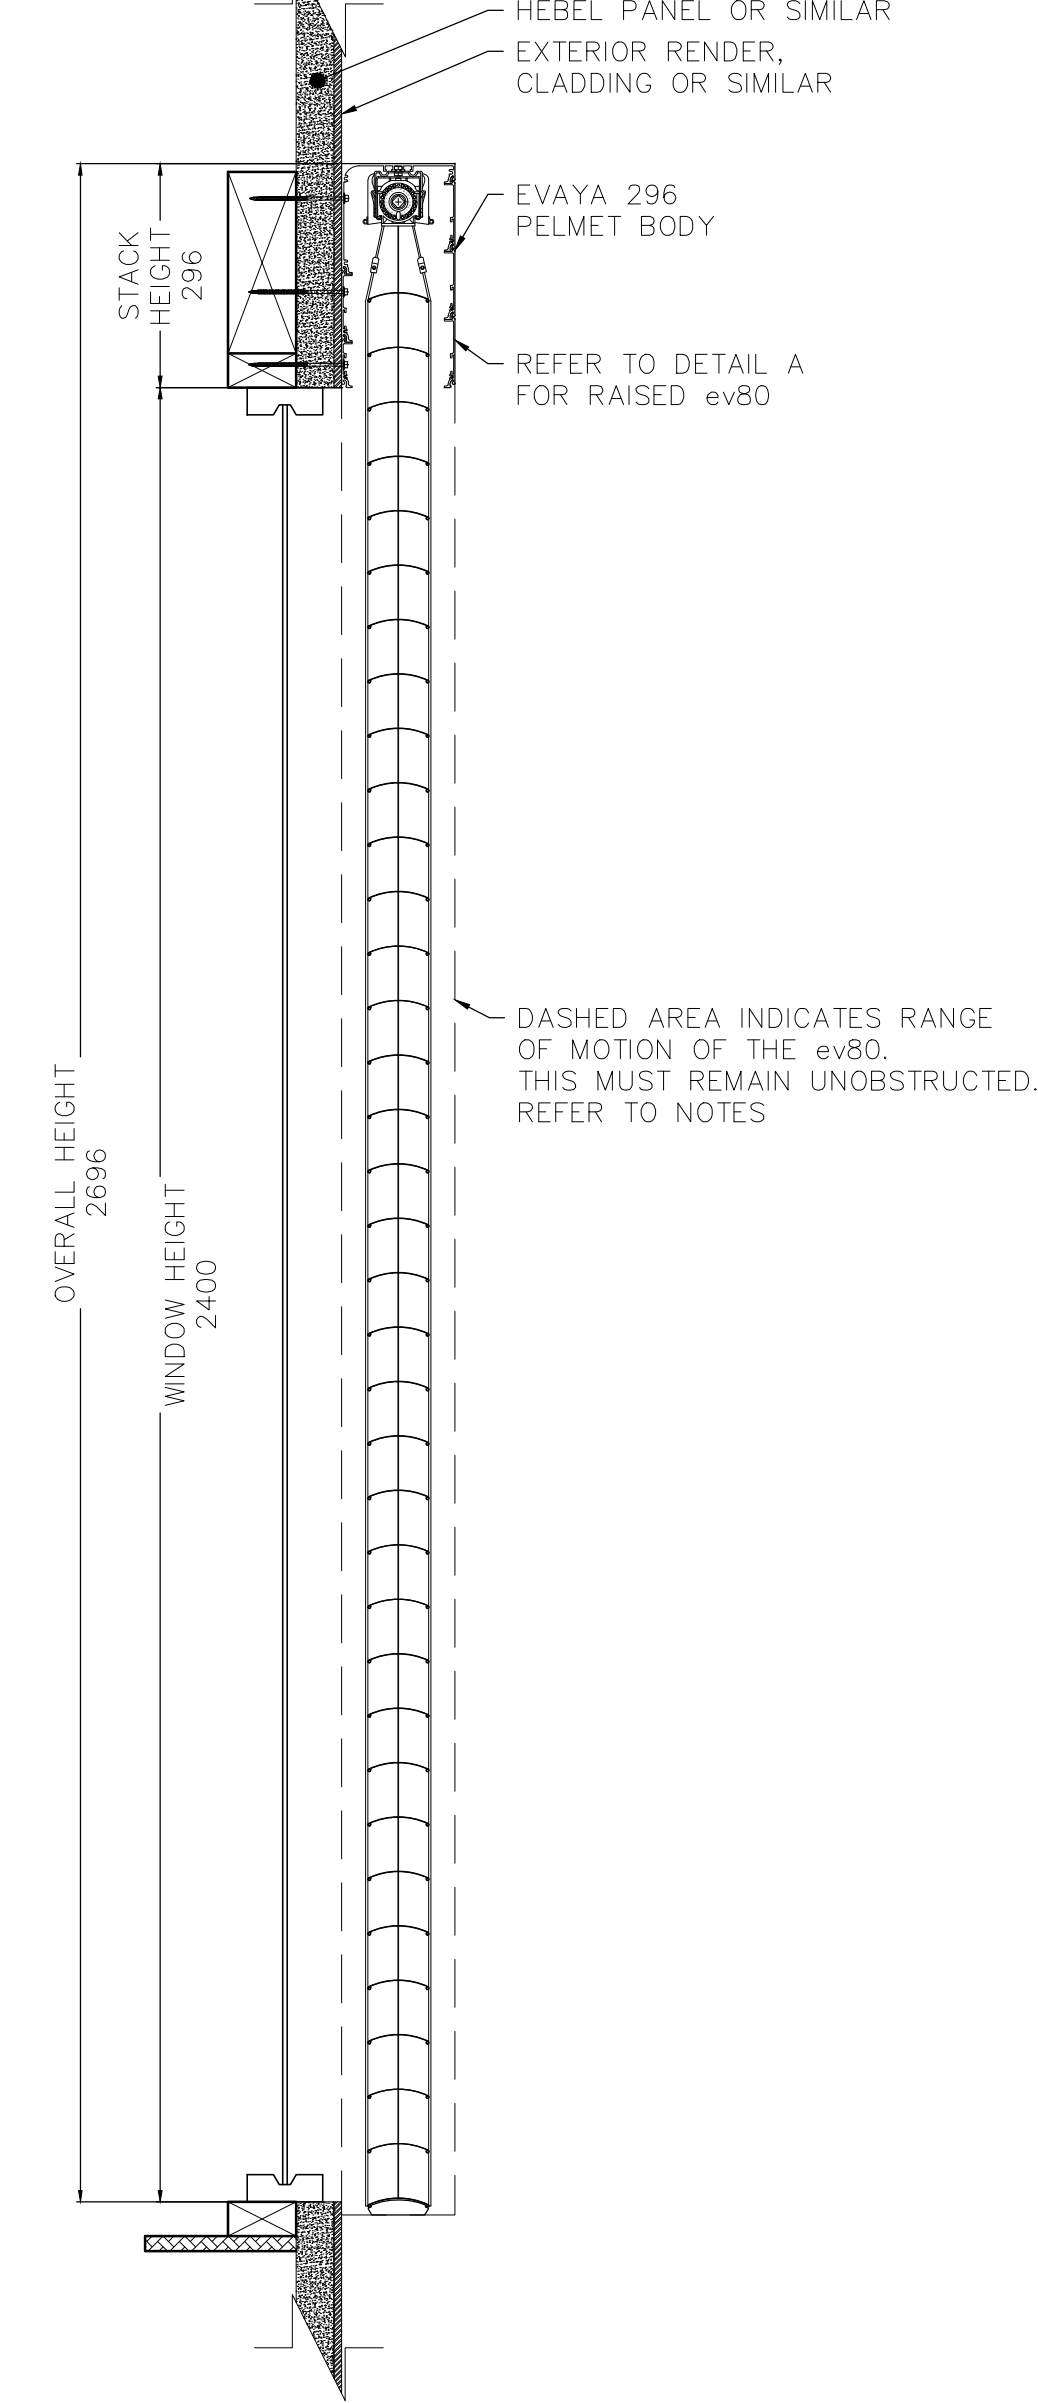 HEBEL PANEL OR SIMILAR
EXTERIOR RENDER,
CLADDING OR SIMILAR
EVAYA 296
PELMET BODY
STACK
HEIGHT
296
REFER TO DETAIL A
FOR RAISED ev80
DASHED AREA INDICATES RANGE
OF MOTION OF THE ev80.
THIS MUST REMAIN UNOBSTRUCTED.
REFER TO NOTES
OVERALL HEIGHT
2696
WINDOW HEIGHT
2400